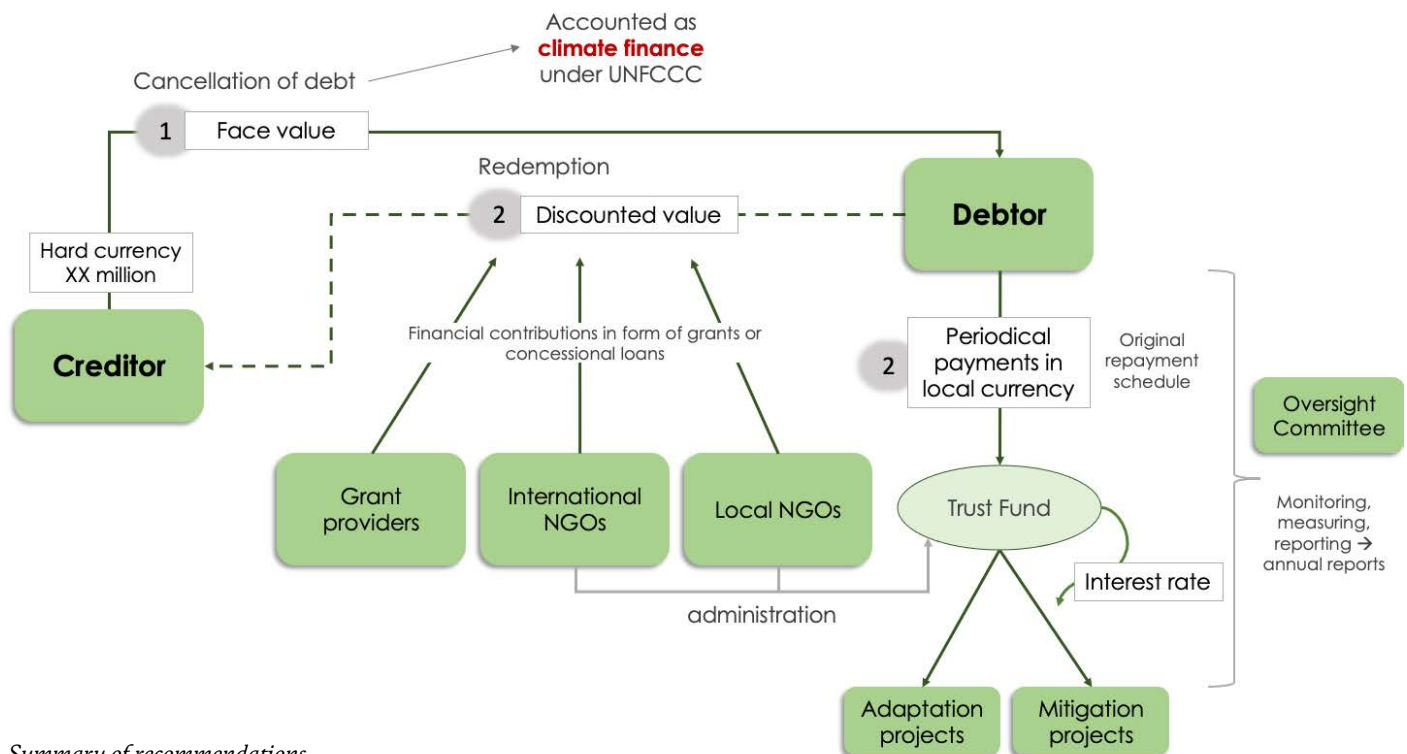 Accounted as
climate finance
under UNFCCC
Cancellation of debt
1
Face value
Redemption
2
Discounted value
Debtor
Hard currency
XX million
Creditor
Financial contributions in form of grants or
concessional loans
2
Periodical
payments in
local currency
Original
repayment
schedule
Oversight
Committee
Grant
providers
International
NGOs
Local NGOs
Trust Fund
Monitoring,
measuring,
reporting →
annual reports
Interest rate
administration
Adaptation
projects
Mitigation
projects
Summary of recommendations